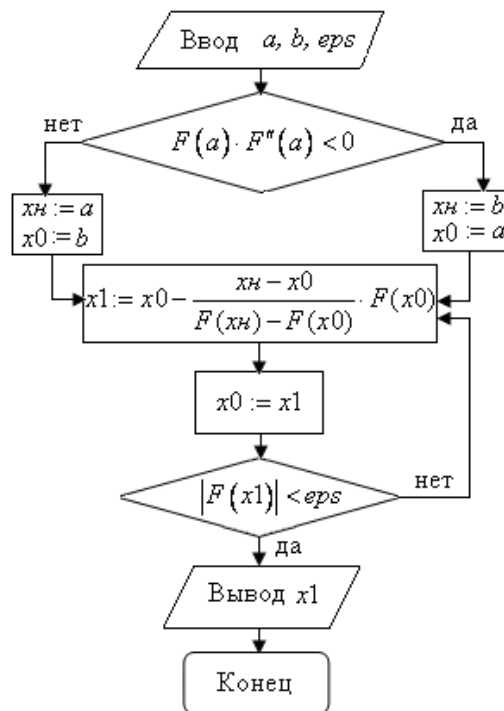 Ввод a, b, eps
нет
да
F(a)·F″(a)<0
xн := a
x0 := b
xн := b
x0 := a
x1 := x0 − \frac{xн − x0}{F(xн) − F(x0)} · F(x0)
x0 := x1
|F(x1)| < eps
нет
да
Вывод x1
Конец